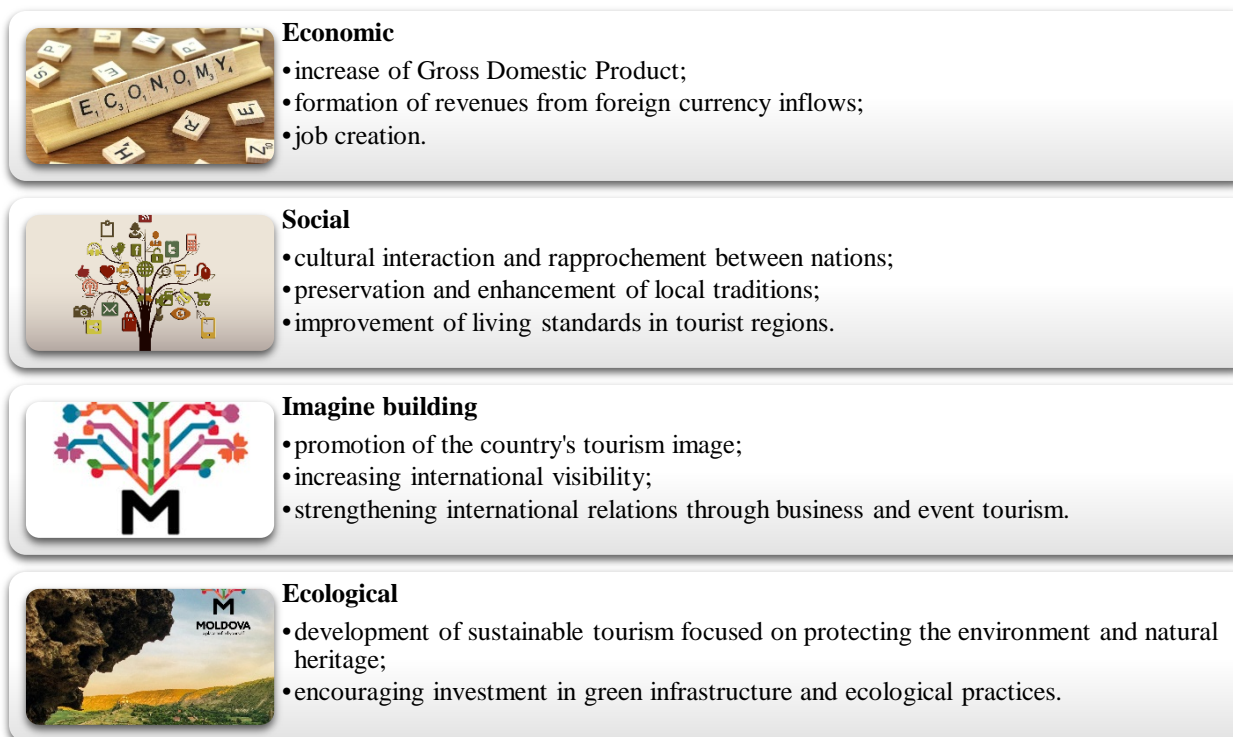 Economic
•increase of Gross Domestic Product;
•formation of revenues from foreign currency inflows;
•job creation.
ECONOMY
Social
•cultural interaction and rapprochement between nations;
•preservation and enhancement of local traditions;
•improvement of living standards in tourist regions.
Imagine building
•promotion of the country's tourism image;
•increasing international visibility;
•strengthening international relations through business and event tourism.
M
Ecological
•development of sustainable tourism focused on protecting the environment and natural
heritage;
•encouraging investment in green infrastructure and ecological practices.
M
MOLDOVA